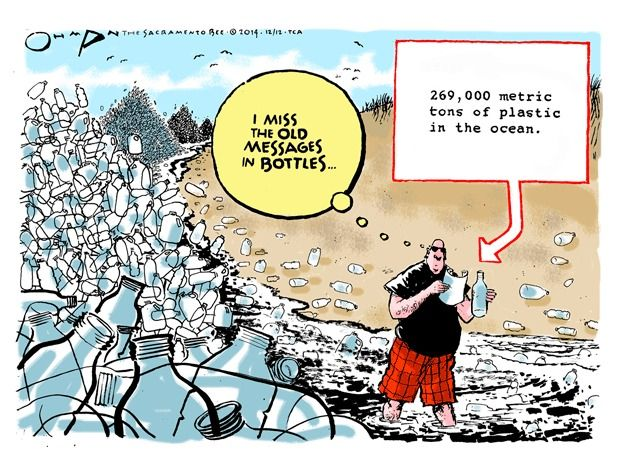 OHMAN THE SACRAMENTO BEE © 2014 · 12/12 · TCA
I MISS
THE OLD
MESSAGES
IN BOTTLES...
269,000 metric
tons of plastic
in the ocean.